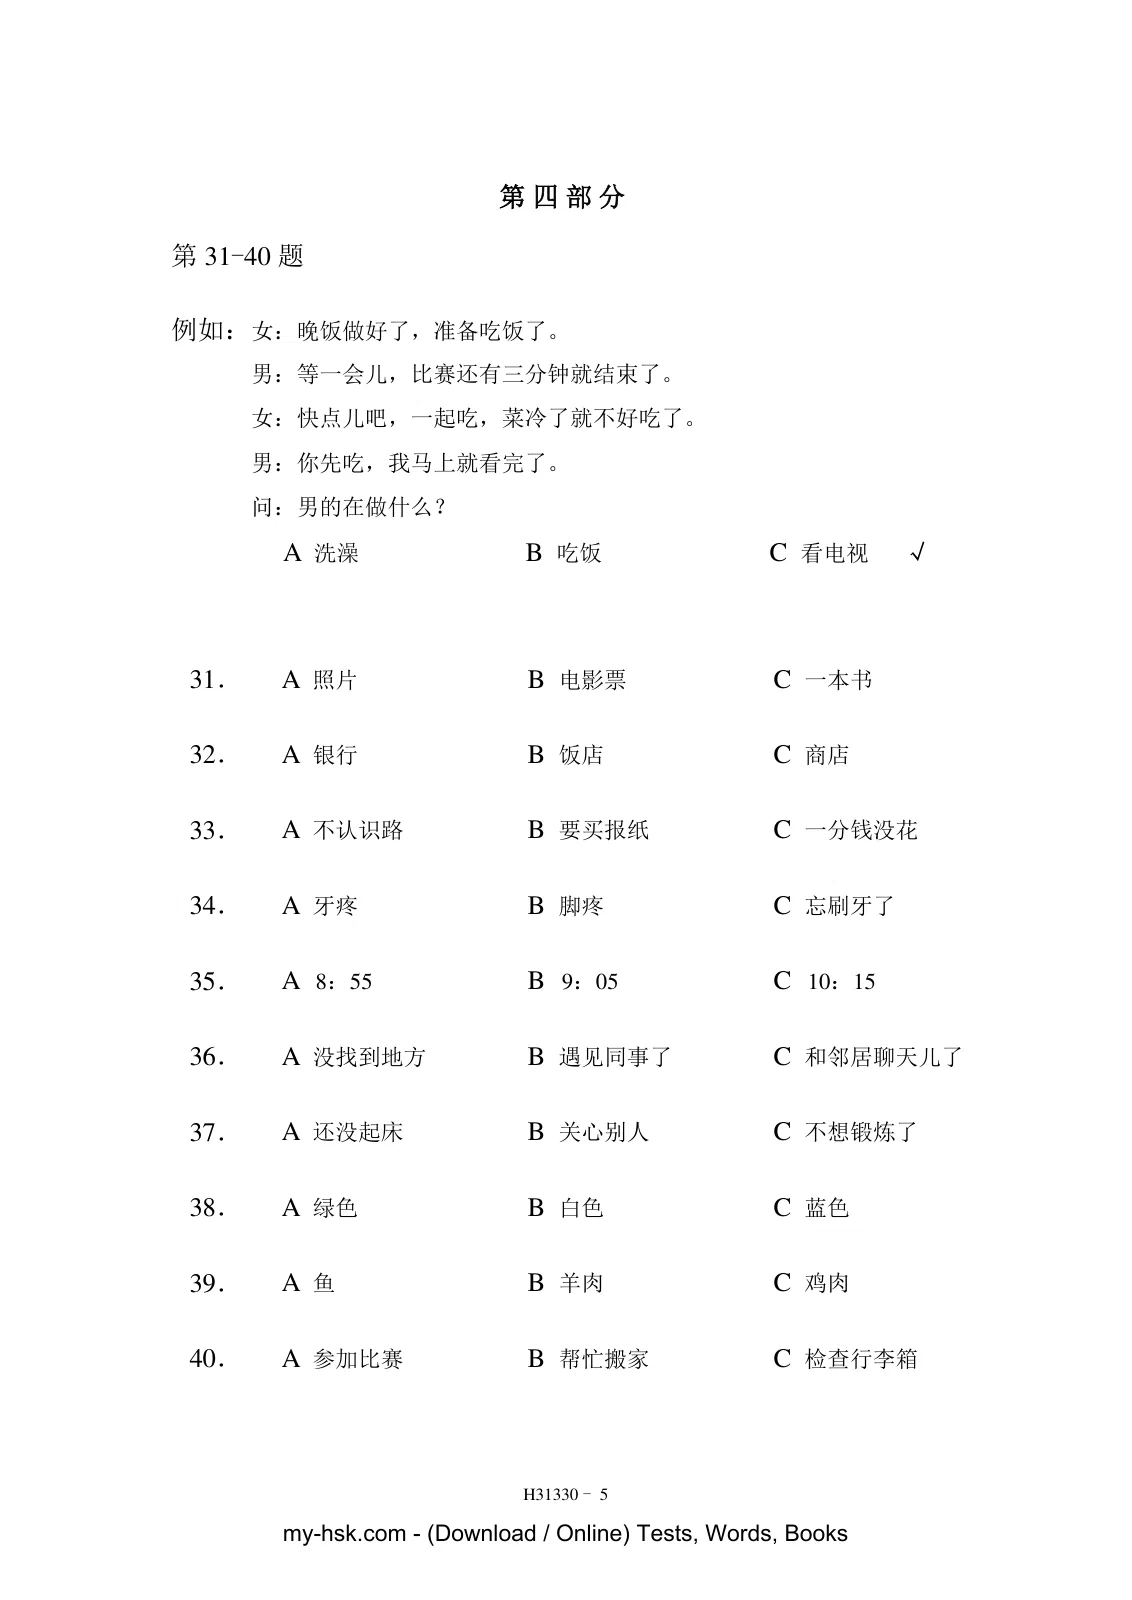 第四部分
第 31-40 题
例如：女：晚饭做好了，准备吃饭了。
男：等一会儿，比赛还有三分钟就结束了。
女：快点儿吧，一起吃，菜冷了就不好吃了。
男：你先吃，我马上就看完了。
问：男的在做什么？
A 洗澡 B 吃饭 C 看电视 √
31. A 照片 B 电影票 C 一本书
32. A 银行 B 饭店 C 商店
33. A 不认识路 B 要买报纸 C 一分钱没花
34. A 牙疼 B 脚疼 C 忘刷牙了
35. A 8：55 B 9：05 C 10：15
36. A 没找到地方 B 遇见同事了 C 和邻居聊天儿了
37. A 还没起床 B 关心别人 C 不想锻炼了
38. A 绿色 B 白色 C 蓝色
39. A 鱼 B 羊肉 C 鸡肉
40. A 参加比赛 B 帮忙搬家 C 检查行李箱
H31330 - 5
my-hsk.com - (Download / Online) Tests, Words, Books